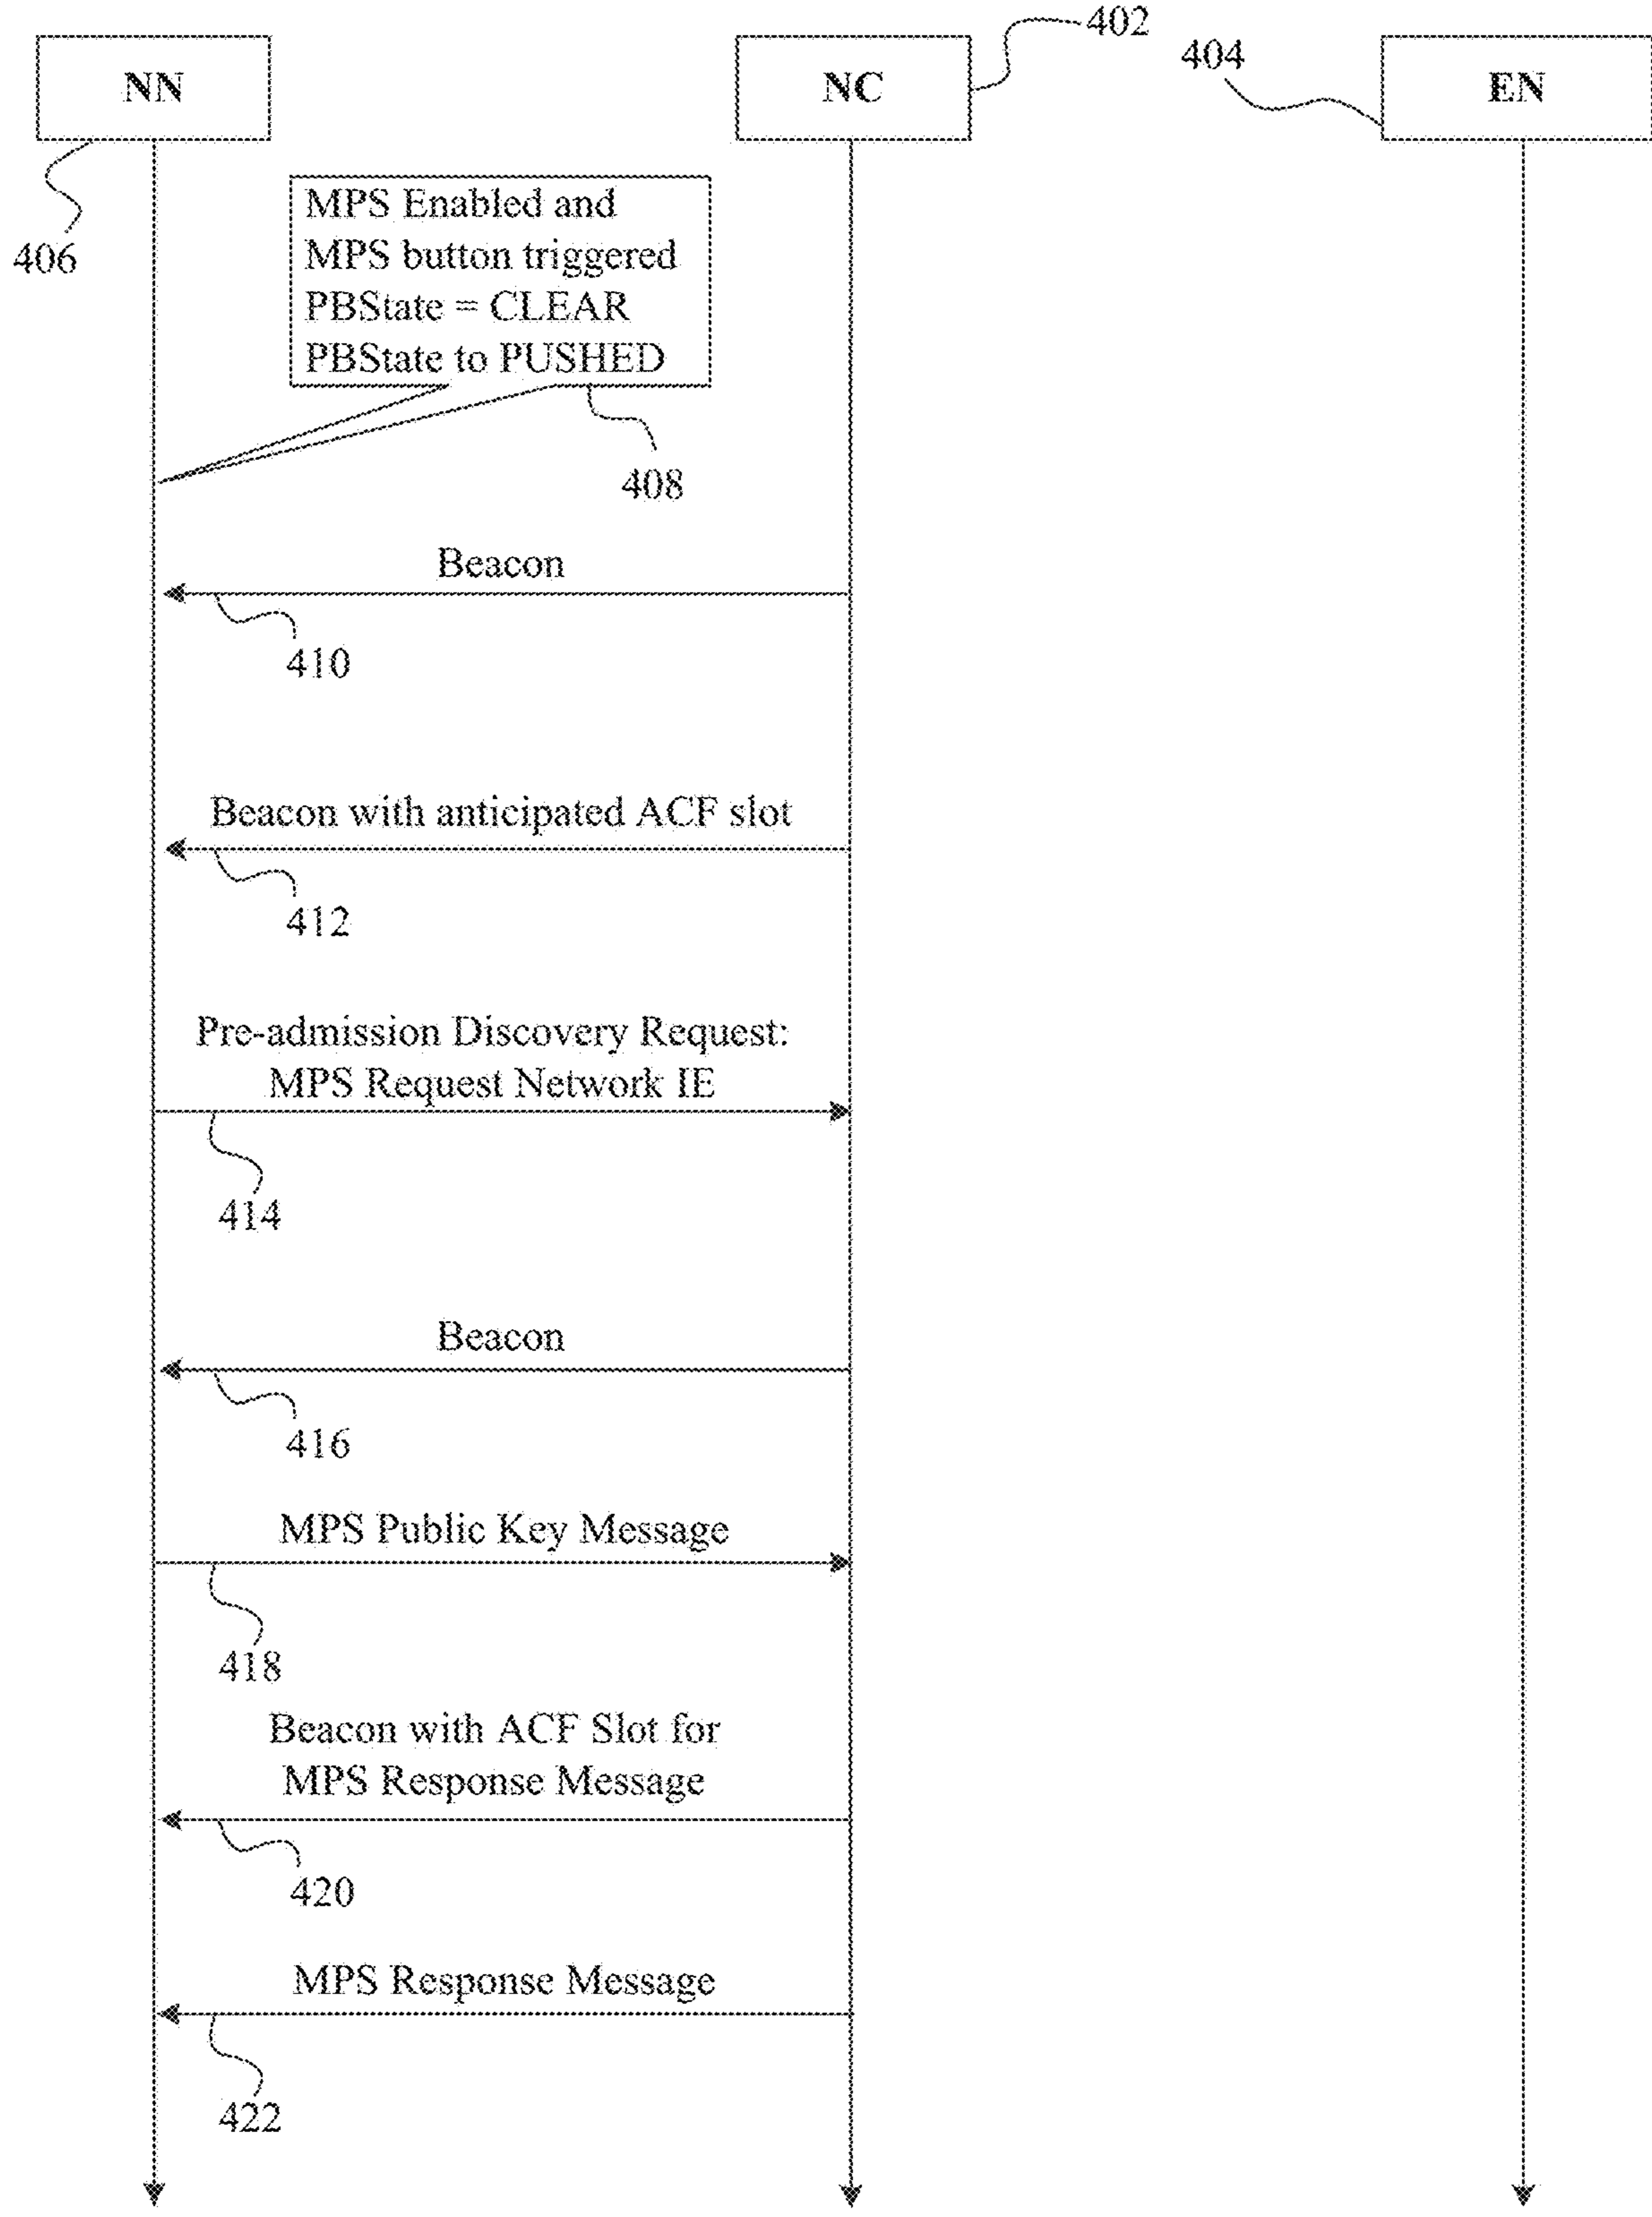 402
404
NN
NC
EN
406
MPS Enabled and
MPS button triggered
PBState = CLEAR
PBState to PUSHED
408
Beacon
410
Beacon with anticipated ACF slot
412
Pre-admission Discovery Request:
MPS Request Network IE
414
Beacon
416
MPS Public Key Message
418
Beacon with ACF Slot for
MPS Response Message
420
MPS Response Message
422